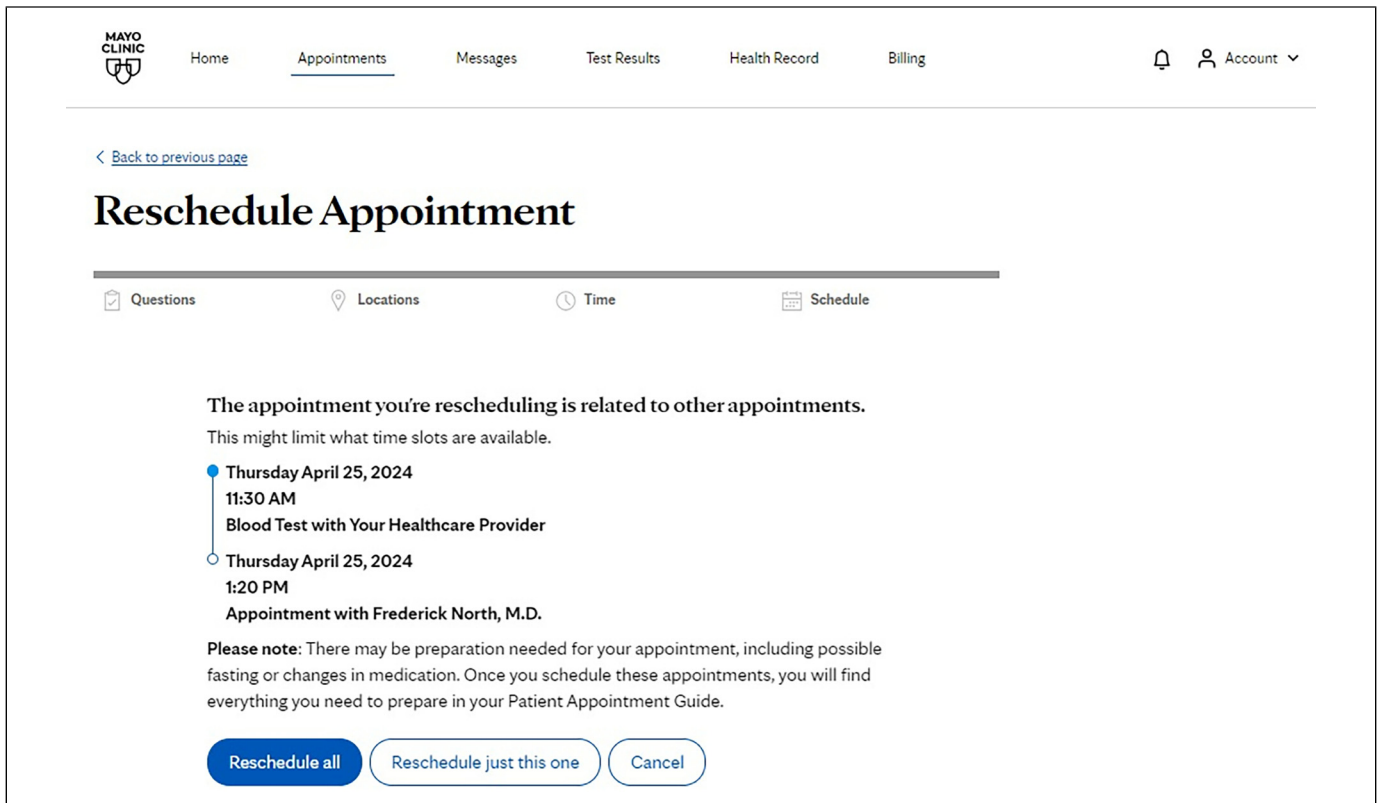 MAYO
CLINIC
Home
Appointments
Messages
Test Results
Health Record
Billing
Account
Back to previous page
Reschedule Appointment
Questions
Locations
Time
Schedule
The appointment you're rescheduling is related to other appointments.
This might limit what time slots are available.
Thursday April 25, 2024
11:30 AM
Blood Test with Your Healthcare Provider
Thursday April 25, 2024
1:20 PM
Appointment with Frederick North, M.D.
Please note: There may be preparation needed for your appointment, including possible
fasting or changes in medication. Once you schedule these appointments, you will find
everything you need to prepare in your Patient Appointment Guide.
Reschedule all
Reschedule just this one
Cancel